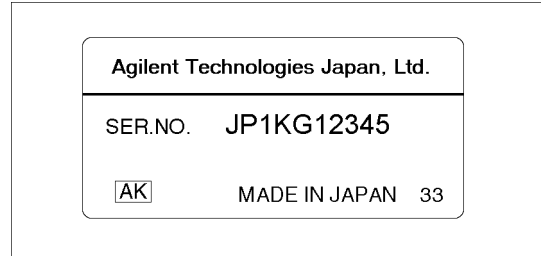 Agilent Technologies Japan, Ltd.
SER.NO. JP1KG12345
AK MADE IN JAPAN 33